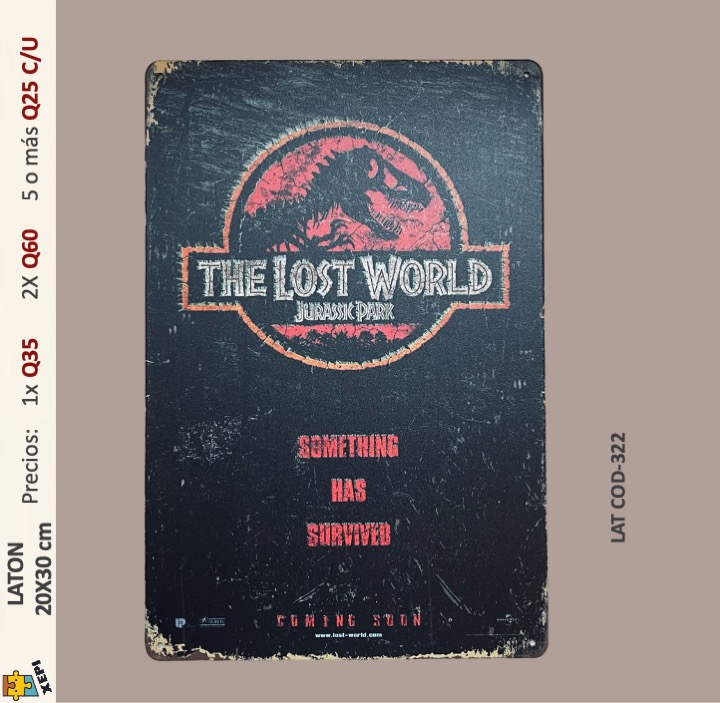 LATON
20X30 cm
Precios: 1x Q35 2X Q60 5 o más Q25 C/U
XEPI
THE LOST WORLD
JURASSIC PARK
SOMETHING
HAS
SURVIVED
COMING SOON
www.lost-world.com
LAT COD-322